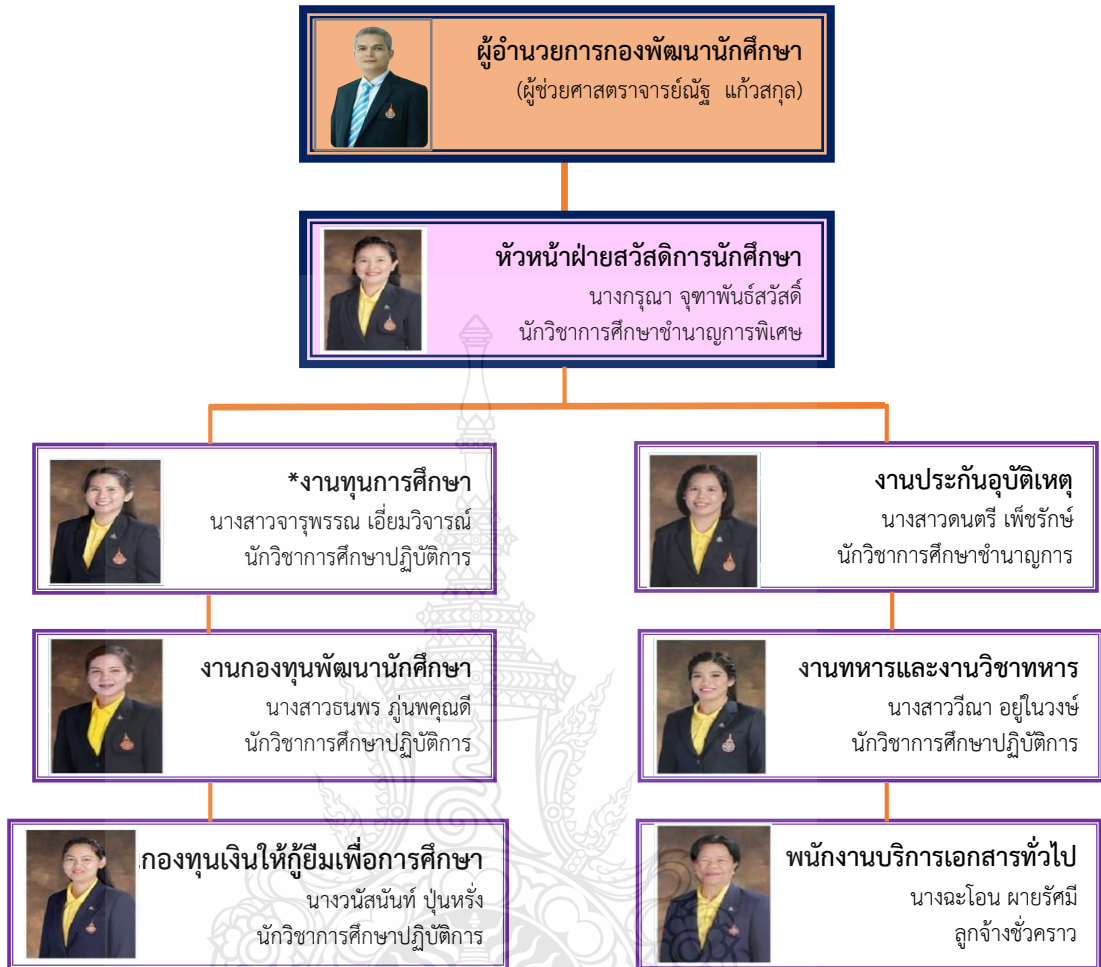 ผู้อำนวยการกองพัฒนานักศึกษา
(ผู้ช่วยศาสตราจารย์ณัฐ แก้วสกุล)
หัวหน้าฝ่ายสวัสดิการนักศึกษา
นางกรุณา จุฑาพันธ์สวัสดิ์
นักวิชาการศึกษาชำนาญการพิเศษ
*งานทุนการศึกษา
นางสาวจารุพรรณ เอี่ยมวิจารณ์
นักวิชาการศึกษาปฏิบัติการ
งานประกันอุบัติเหตุ
นางสาวดนตรี เพ็ชรักษ์
นักวิชาการศึกษาชำนาญการ
งานกองทุนพัฒนานักศึกษา
นางสาวธนพร ภู่นพคุณดี
นักวิชาการศึกษาปฏิบัติการ
งานทหารและงานวิชาทหาร
นางสาววีณา อยู่ในวงษ์
นักวิชาการศึกษาปฏิบัติการ
กองทุนเงินให้กู้ยืมเพื่อการศึกษา
นางวนัสนันท์ ปุ่นหรั่ง
นักวิชาการศึกษาปฏิบัติการ
พนักงานบริการเอกสารทั่วไป
นางฉะโอน ผายรัศมี
ลูกจ้างชั่วคราว